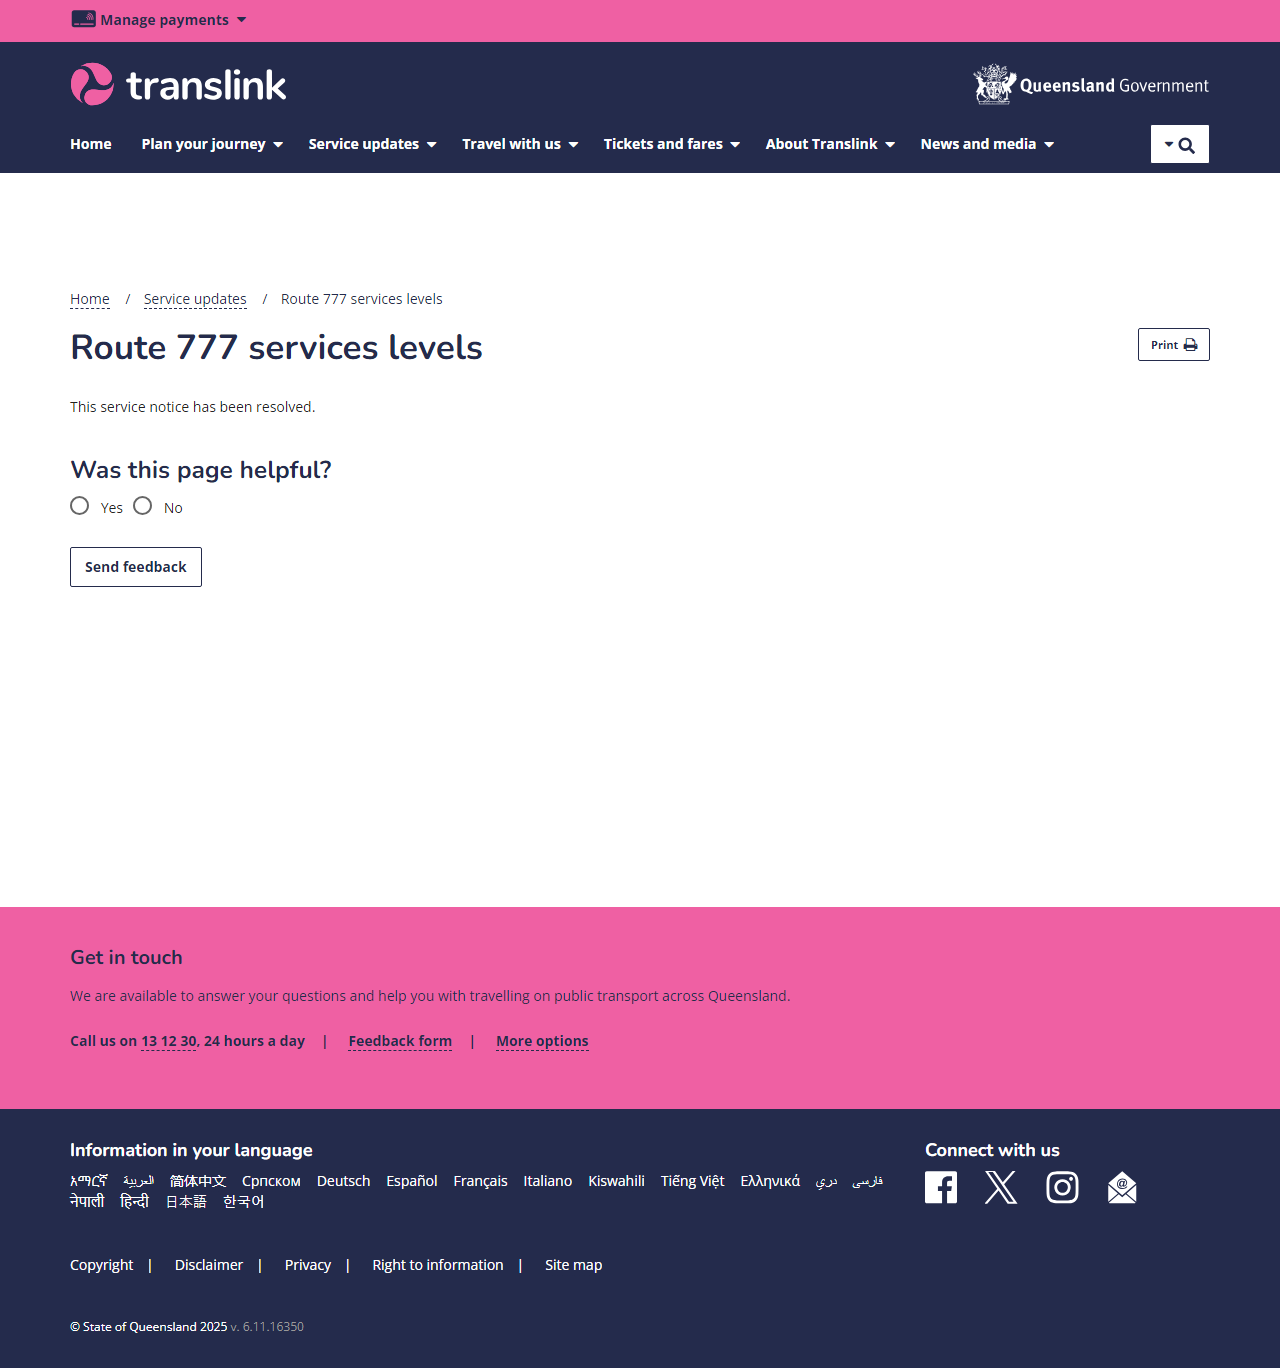 Manage payments
translink
Queensland Government
Home Plan your journey Service updates Travel with us Tickets and fares About Translink News and media
Home / Service updates / Route 777 services levels
Route 777 services levels
Print
This service notice has been resolved.
Was this page helpful?
Yes No
Send feedback
Get in touch
We are available to answer your questions and help you with travelling on public transport across Queensland.
Call us on 13 12 30, 24 hours a day | Feedback form | More options
Information in your language
አማርኛ العربية 简体中文 Српском Deutsch Español Français Italiano Kiswahili Tiếng Việt Ελληνικά دري فارسی
नेपाली हिन्दी 日本語 한국어
Connect with us
Copyright | Disclaimer | Privacy | Right to information | Site map
© State of Queensland 2025 v. 6.11.16350